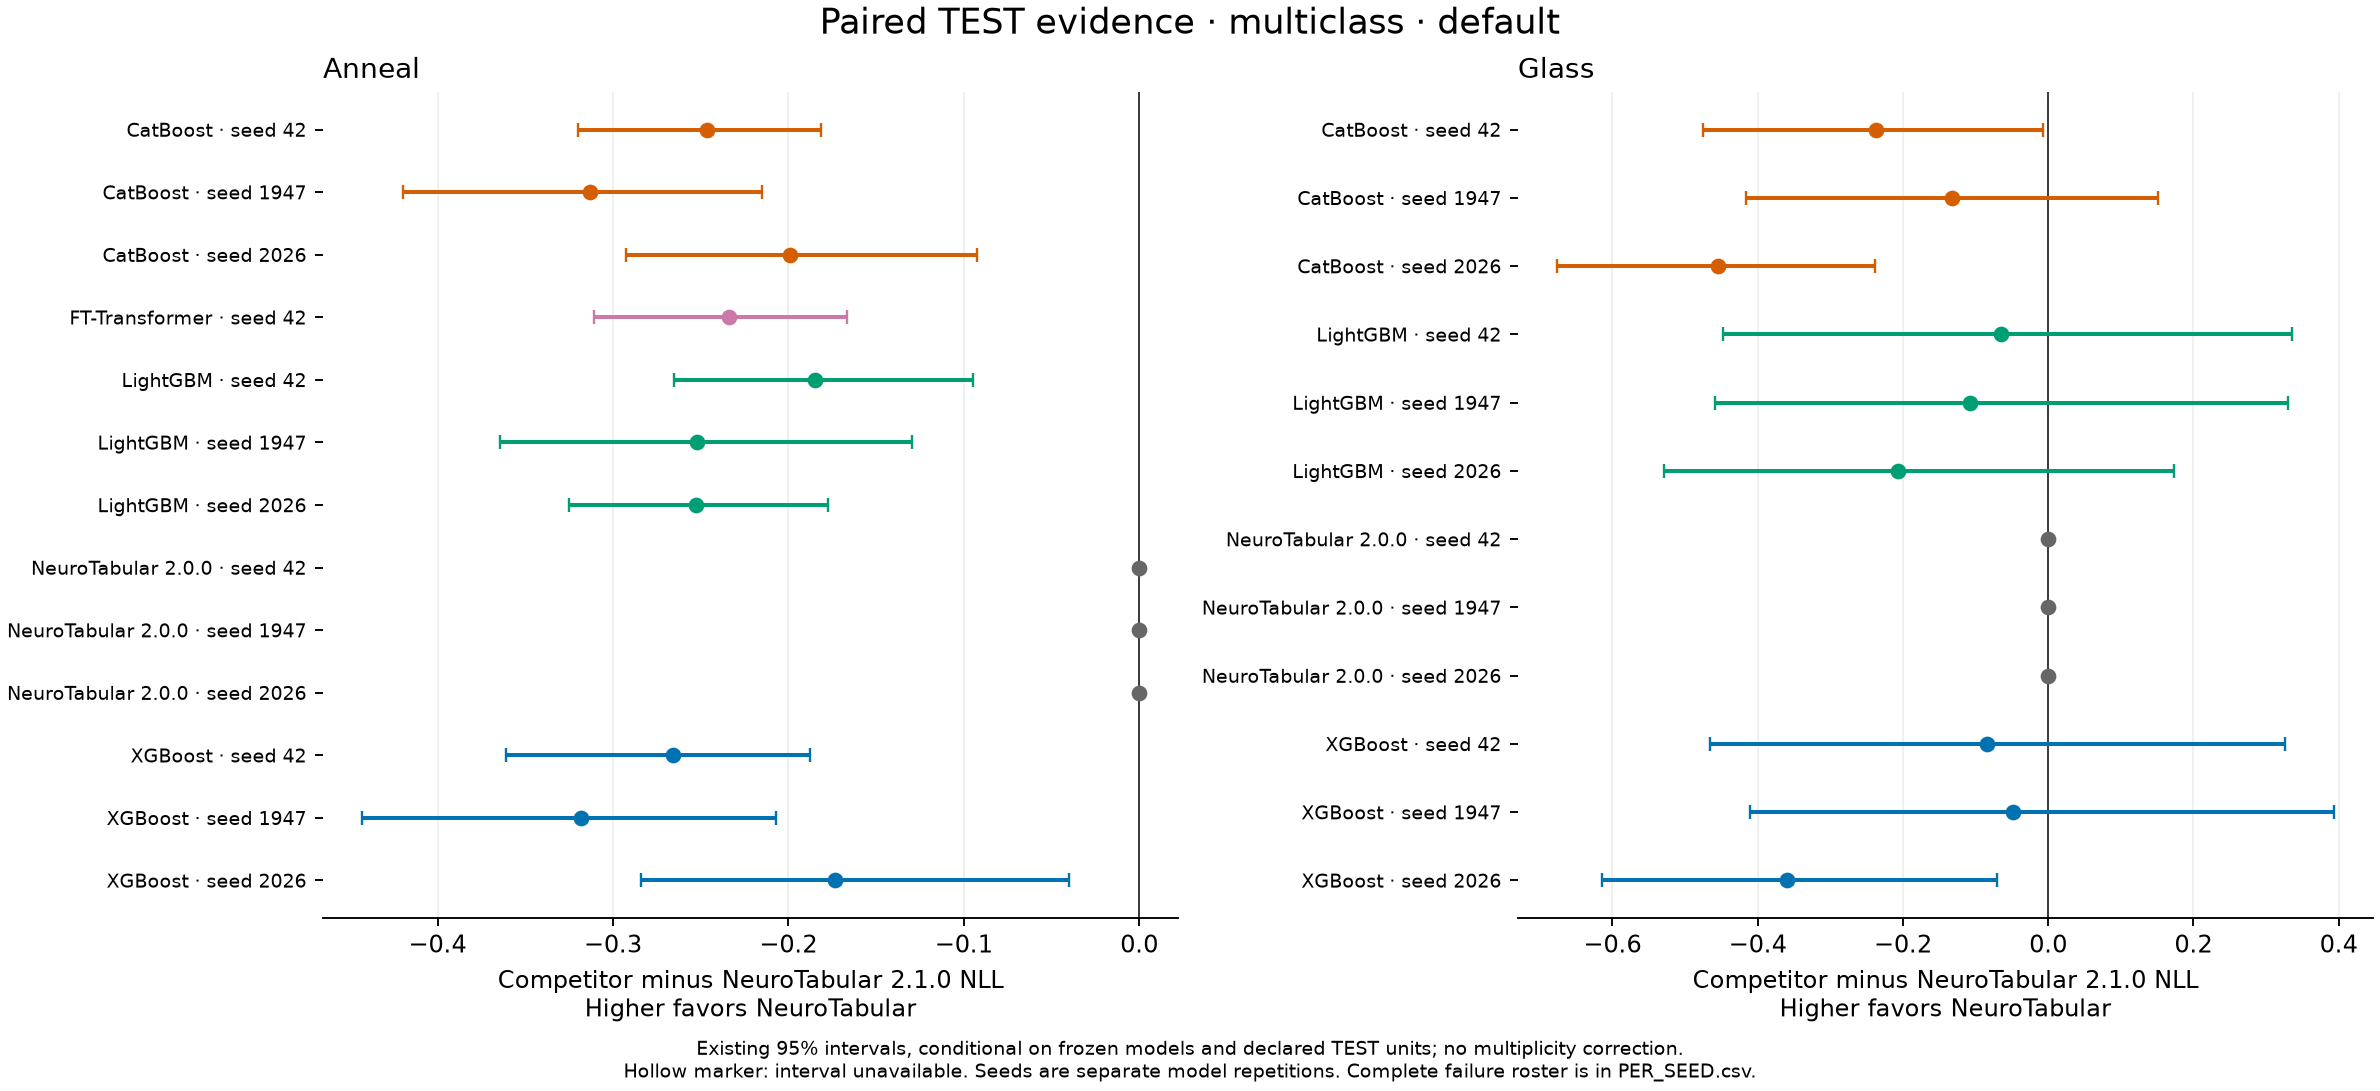 Paired TEST evidence · multiclass · default
Anneal
CatBoost · seed 42
CatBoost · seed 1947
CatBoost · seed 2026
FT-Transformer · seed 42
LightGBM · seed 42
LightGBM · seed 1947
LightGBM · seed 2026
NeuroTabular 2.0.0 · seed 42
NeuroTabular 2.0.0 · seed 1947
NeuroTabular 2.0.0 · seed 2026
XGBoost · seed 42
XGBoost · seed 1947
XGBoost · seed 2026
−0.4 −0.3 −0.2 −0.1 0.0
Competitor minus NeuroTabular 2.1.0 NLL
Higher favors NeuroTabular
Glass
CatBoost · seed 42
CatBoost · seed 1947
CatBoost · seed 2026
LightGBM · seed 42
LightGBM · seed 1947
LightGBM · seed 2026
NeuroTabular 2.0.0 · seed 42
NeuroTabular 2.0.0 · seed 1947
NeuroTabular 2.0.0 · seed 2026
XGBoost · seed 42
XGBoost · seed 1947
XGBoost · seed 2026
−0.6 −0.4 −0.2 0.0 0.2 0.4
Competitor minus NeuroTabular 2.1.0 NLL
Higher favors NeuroTabular
Existing 95% intervals, conditional on frozen models and declared TEST units; no multiplicity correction.
Hollow marker: interval unavailable. Seeds are separate model repetitions. Complete failure roster is in PER_SEED.csv.